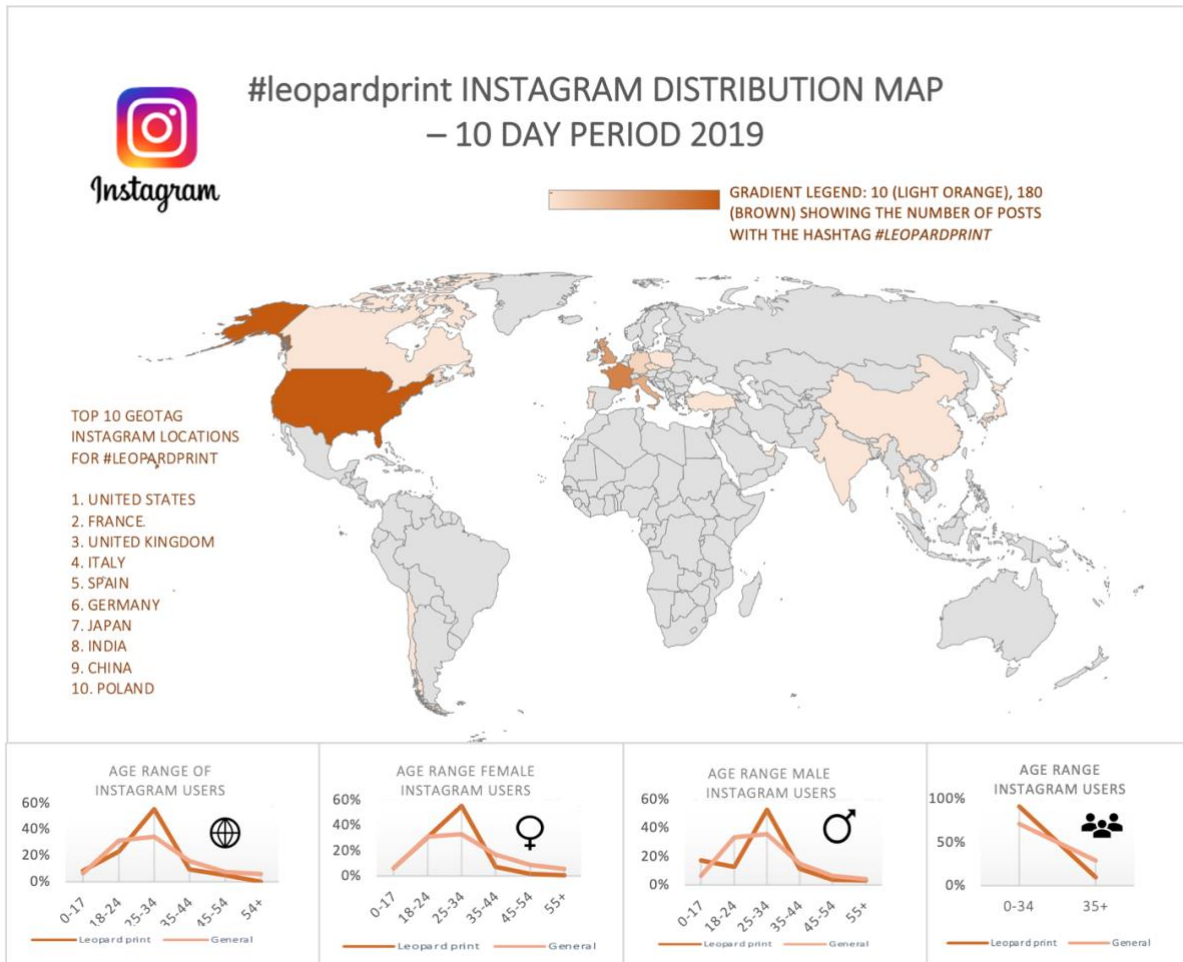 #leopardprint INSTAGRAM DISTRIBUTION MAP
– 10 DAY PERIOD 2019
Instagram
GRADIENT LEGEND: 10 (LIGHT ORANGE), 180
(BROWN) SHOWING THE NUMBER OF POSTS
WITH THE HASHTAG #LEOPARDPRINT
TOP 10 GEOTAG
INSTAGRAM LOCATIONS
FOR #LEOPARDPRINT
1. UNITED STATES
2. FRANCE
3. UNITED KINGDOM
4. ITALY
5. SPAIN
6. GERMANY
7. JAPAN
8. INDIA
9. CHINA
10. POLAND
AGE RANGE OF
INSTAGRAM USERS
60%
40%
20%
0%
0-17
18-24
25-34
35-44
45-54
54+
Leopard print
General
AGE RANGE FEMALE
INSTAGRAM USERS
60%
40%
20%
0%
0-17
18-24
25-34
35-44
45-54
55+
Leopard print
General
AGE RANGE MALE
INSTAGRAM USERS
60%
40%
20%
0%
0-17
18-24
25-34
35-44
45-54
55+
Leopard print
General
AGE RANGE
INSTAGRAM USERS
100%
50%
0%
0-34
35+
Leopard print
General